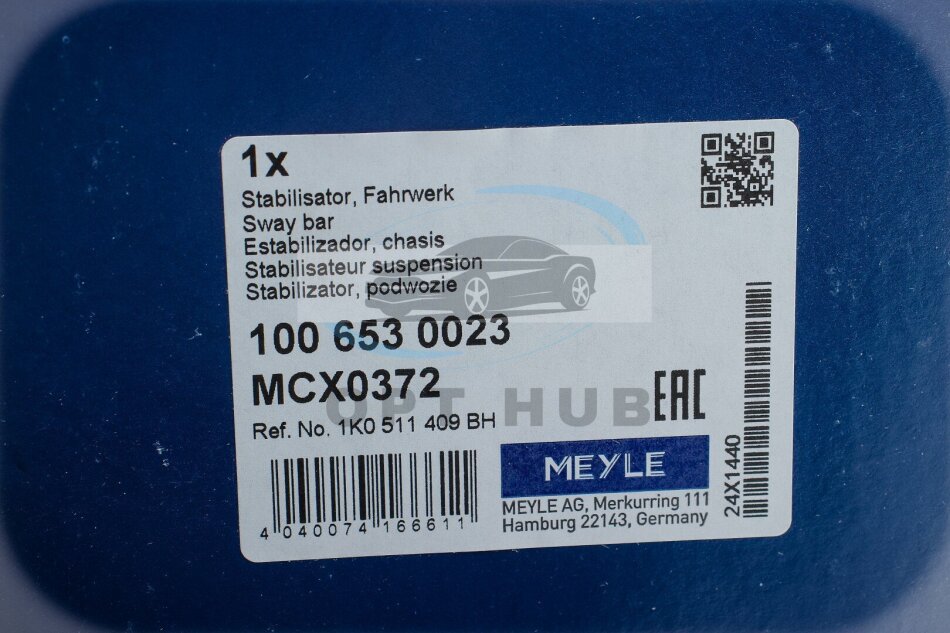 1x
Stabilisator, Fahrwerk
Sway bar
Estabilizador, chasis
Stabilisateur suspension
Stabilizator, podwozie
100 653 0023
MCX0372
OPT HUB
EAC
Ref. No. 1K0 511 409 BH
MEYLE
MEYLE AG, Merkurring 111
Hamburg 22143, Germany
4 040074 166611
24X1440